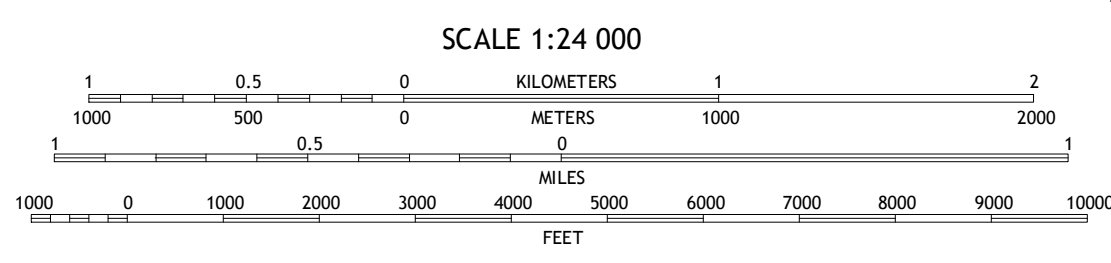 SCALE 1:24 000
1 0.5 0 KILOMETERS 1 2
1000 500 0 METERS 1000 2000
1 0.5 0 1
MILES
1000 0 1000 2000 3000 4000 5000 6000 7000 8000 9000 10000
FEET